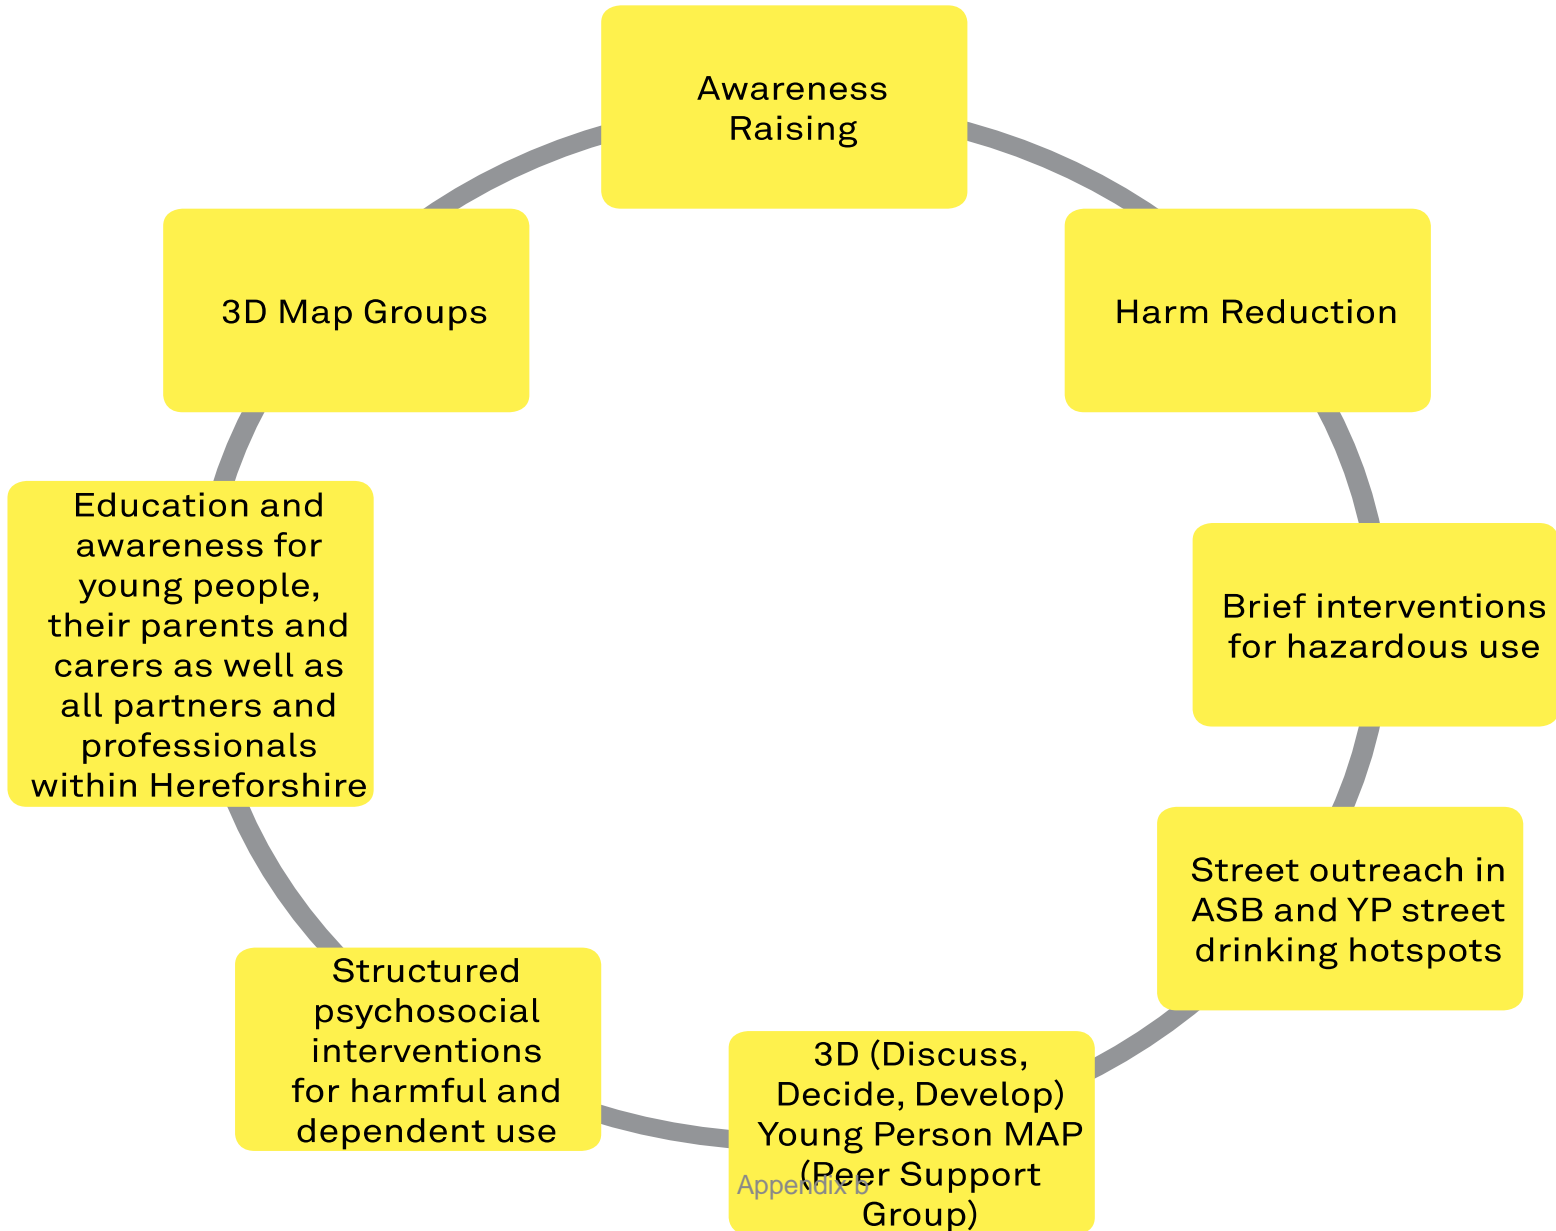 Awareness
Raising
Harm Reduction
Brief interventions
for hazardous use
Street outreach in
ASB and YP street
drinking hotspots
3D (Discuss,
Decide, Develop)
Young Person MAP
(Peer Support
Group)
Appendix b
Structured
psychosocial
interventions
for harmful and
dependent use
Education and
awareness for
young people,
their parents and
carers as well as
all partners and
professionals
within Hereforshire
3D Map Groups